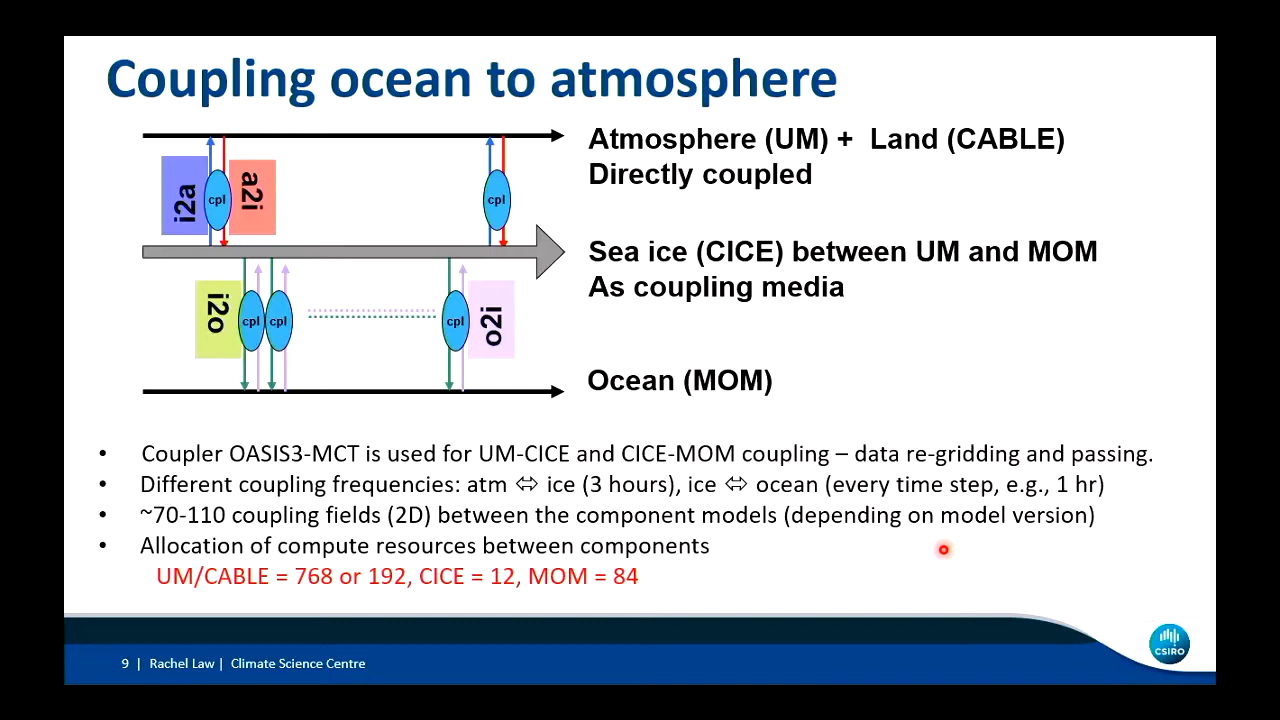 Coupling ocean to atmosphere
Atmosphere (UM) + Land (CABLE)
Directly coupled
i2a
cpl
a2i
cpl
Sea ice (CICE) between UM and MOM
As coupling media
i2o
cpl
cpl
cpl
o2i
Ocean (MOM)
• Coupler OASIS3-MCT is used for UM-CICE and CICE-MOM coupling – data re-gridding and passing.
• Different coupling frequencies: atm ⬄ ice (3 hours), ice ⬄ ocean (every time step, e.g., 1 hr)
• ~70-110 coupling fields (2D) between the component models (depending on model version)
• Allocation of compute resources between components
UM/CABLE = 768 or 192, CICE = 12, MOM = 84
9 | Rachel Law | Climate Science Centre
CSIRO